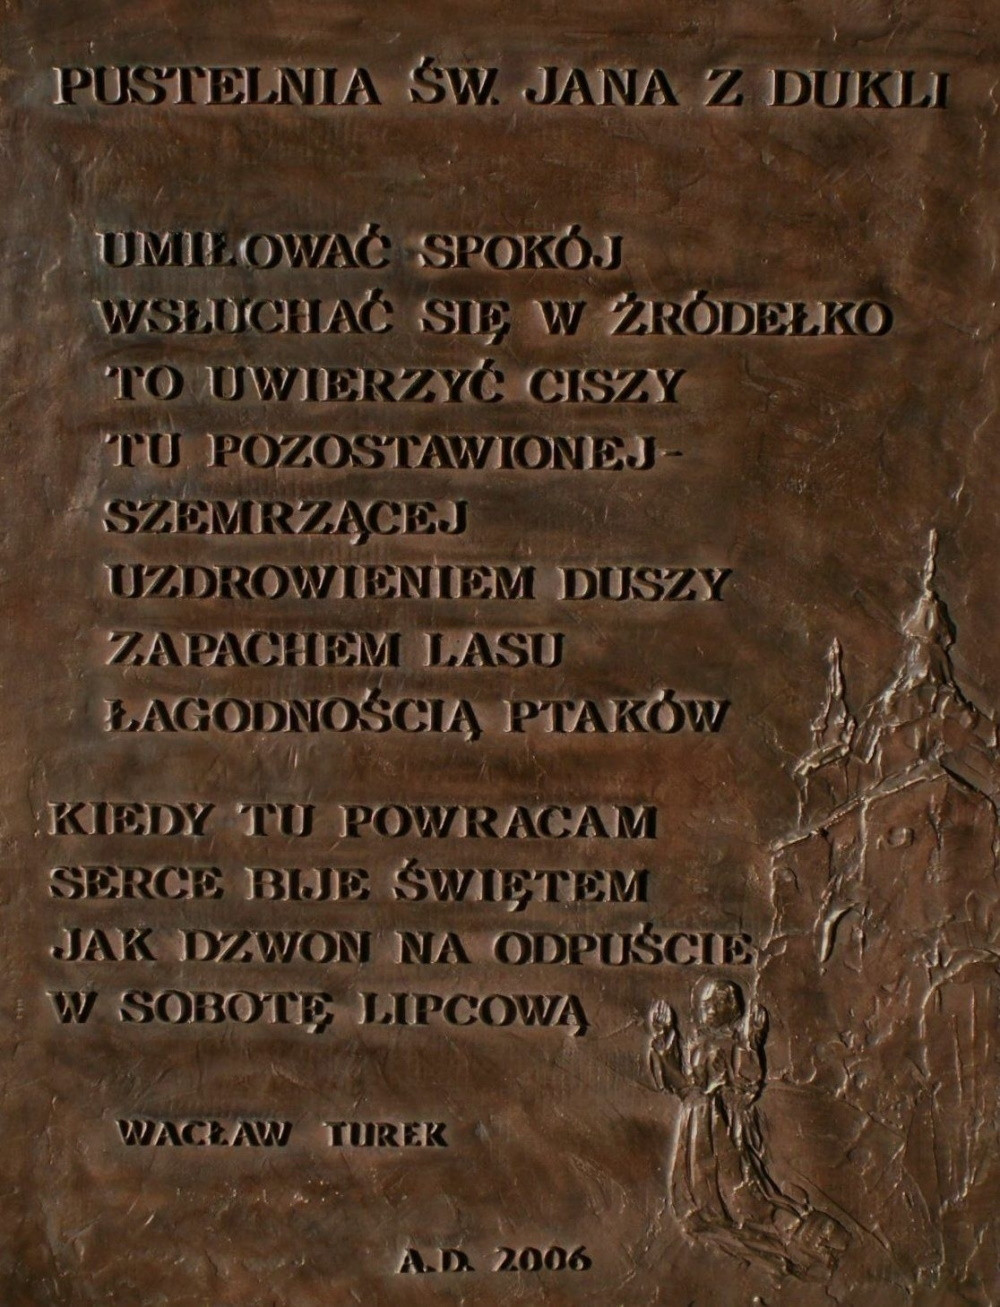 PUSTELNIA ŚW. JANA Z DUKLI
UMIŁOWAĆ SPOKÓJ
WSŁUCHAĆ SIĘ W ŹRÓDEŁKO
TO UWIERZYĆ CISZY
TU POZOSTAWIONEJ-
SZEMRZĄCEJ
UZDROWIENIEM DUSZY
ZAPACHEM LASU
ŁAGODNOŚCIĄ PTAKÓW
KIEDY TU POWRACAM
SERCE BIJE ŚWIĘTEM
JAK DZWON NA ODPUŚCIE
W SOBOTĘ LIPCOWĄ
WACŁAW TUREK
A.D. 2006